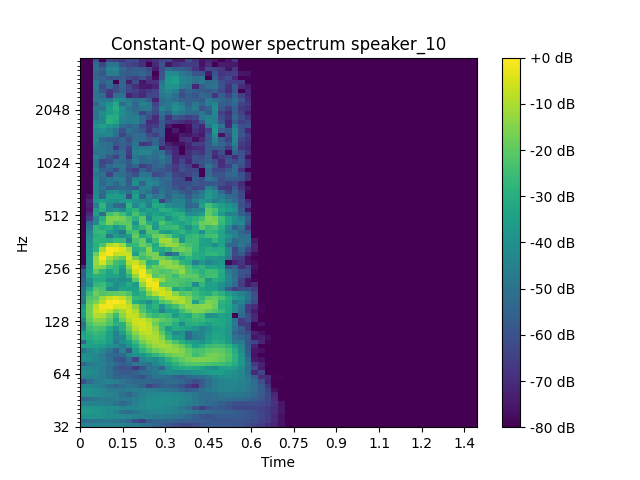 Constant-Q power spectrum speaker_10
Hz
2048
1024
512
256
128
64
32
0 0.15 0.3 0.45 0.6 0.75 0.9 1.1 1.2 1.4
Time
+0 dB
-10 dB
-20 dB
-30 dB
-40 dB
-50 dB
-60 dB
-70 dB
-80 dB